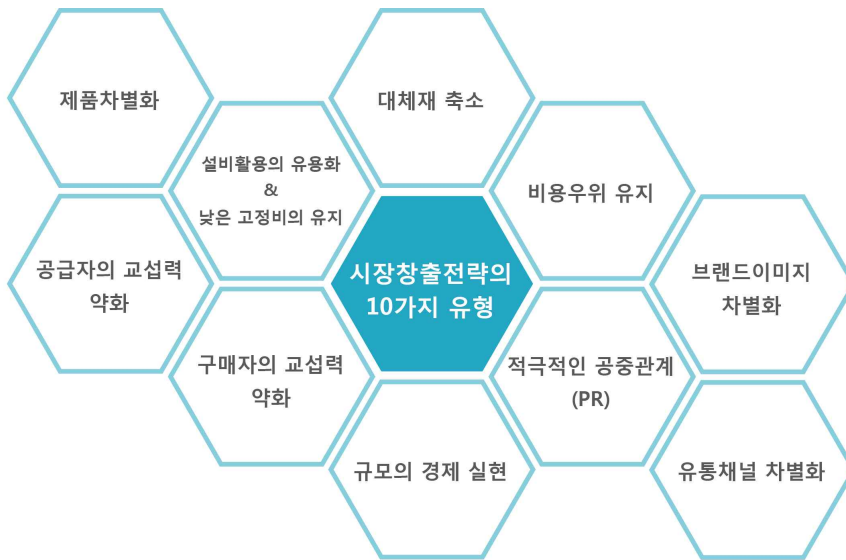 제품차별화
대체재 축소
설비활용의 유용화
&
낮은 고정비의 유지
비용우위 유지
공급자의 교섭력
약화
시장창출전략의
10가지 유형
브랜드이미지
차별화
구매자의 교섭력
약화
적극적인 공중관계
(PR)
규모의 경제 실현
유통채널 차별화